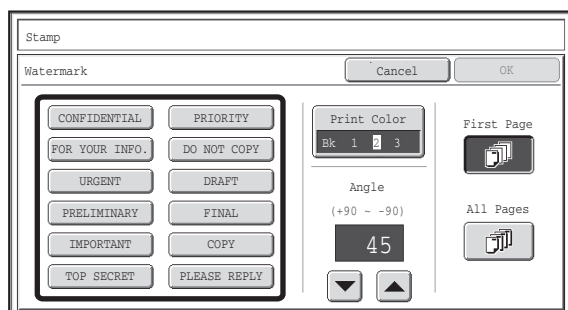 Stamp
Watermark
Cancel
OK
CONFIDENTIAL
PRIORITY
FOR YOUR INFO.
DO NOT COPY
URGENT
DRAFT
PRELIMINARY
FINAL
IMPORTANT
COPY
TOP SECRET
PLEASE REPLY
Print Color
Bk 1 2 3
Angle
(+90 ~ -90)
45
First Page
All Pages